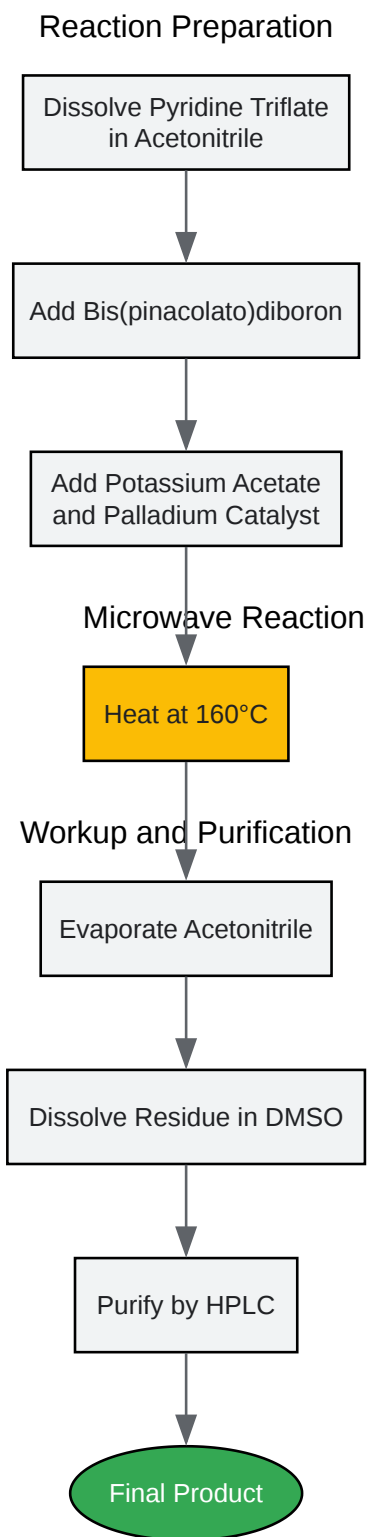 Reaction Preparation
Dissolve Pyridine Triflate
in Acetonitrile
Add Bis(pinacolato)diboron
Add Potassium Acetate
and Palladium Catalyst
Microwave Reaction
Heat at 160°C
Workup and Purification
Evaporate Acetonitrile
Dissolve Residue in DMSO
Purify by HPLC
Final Product